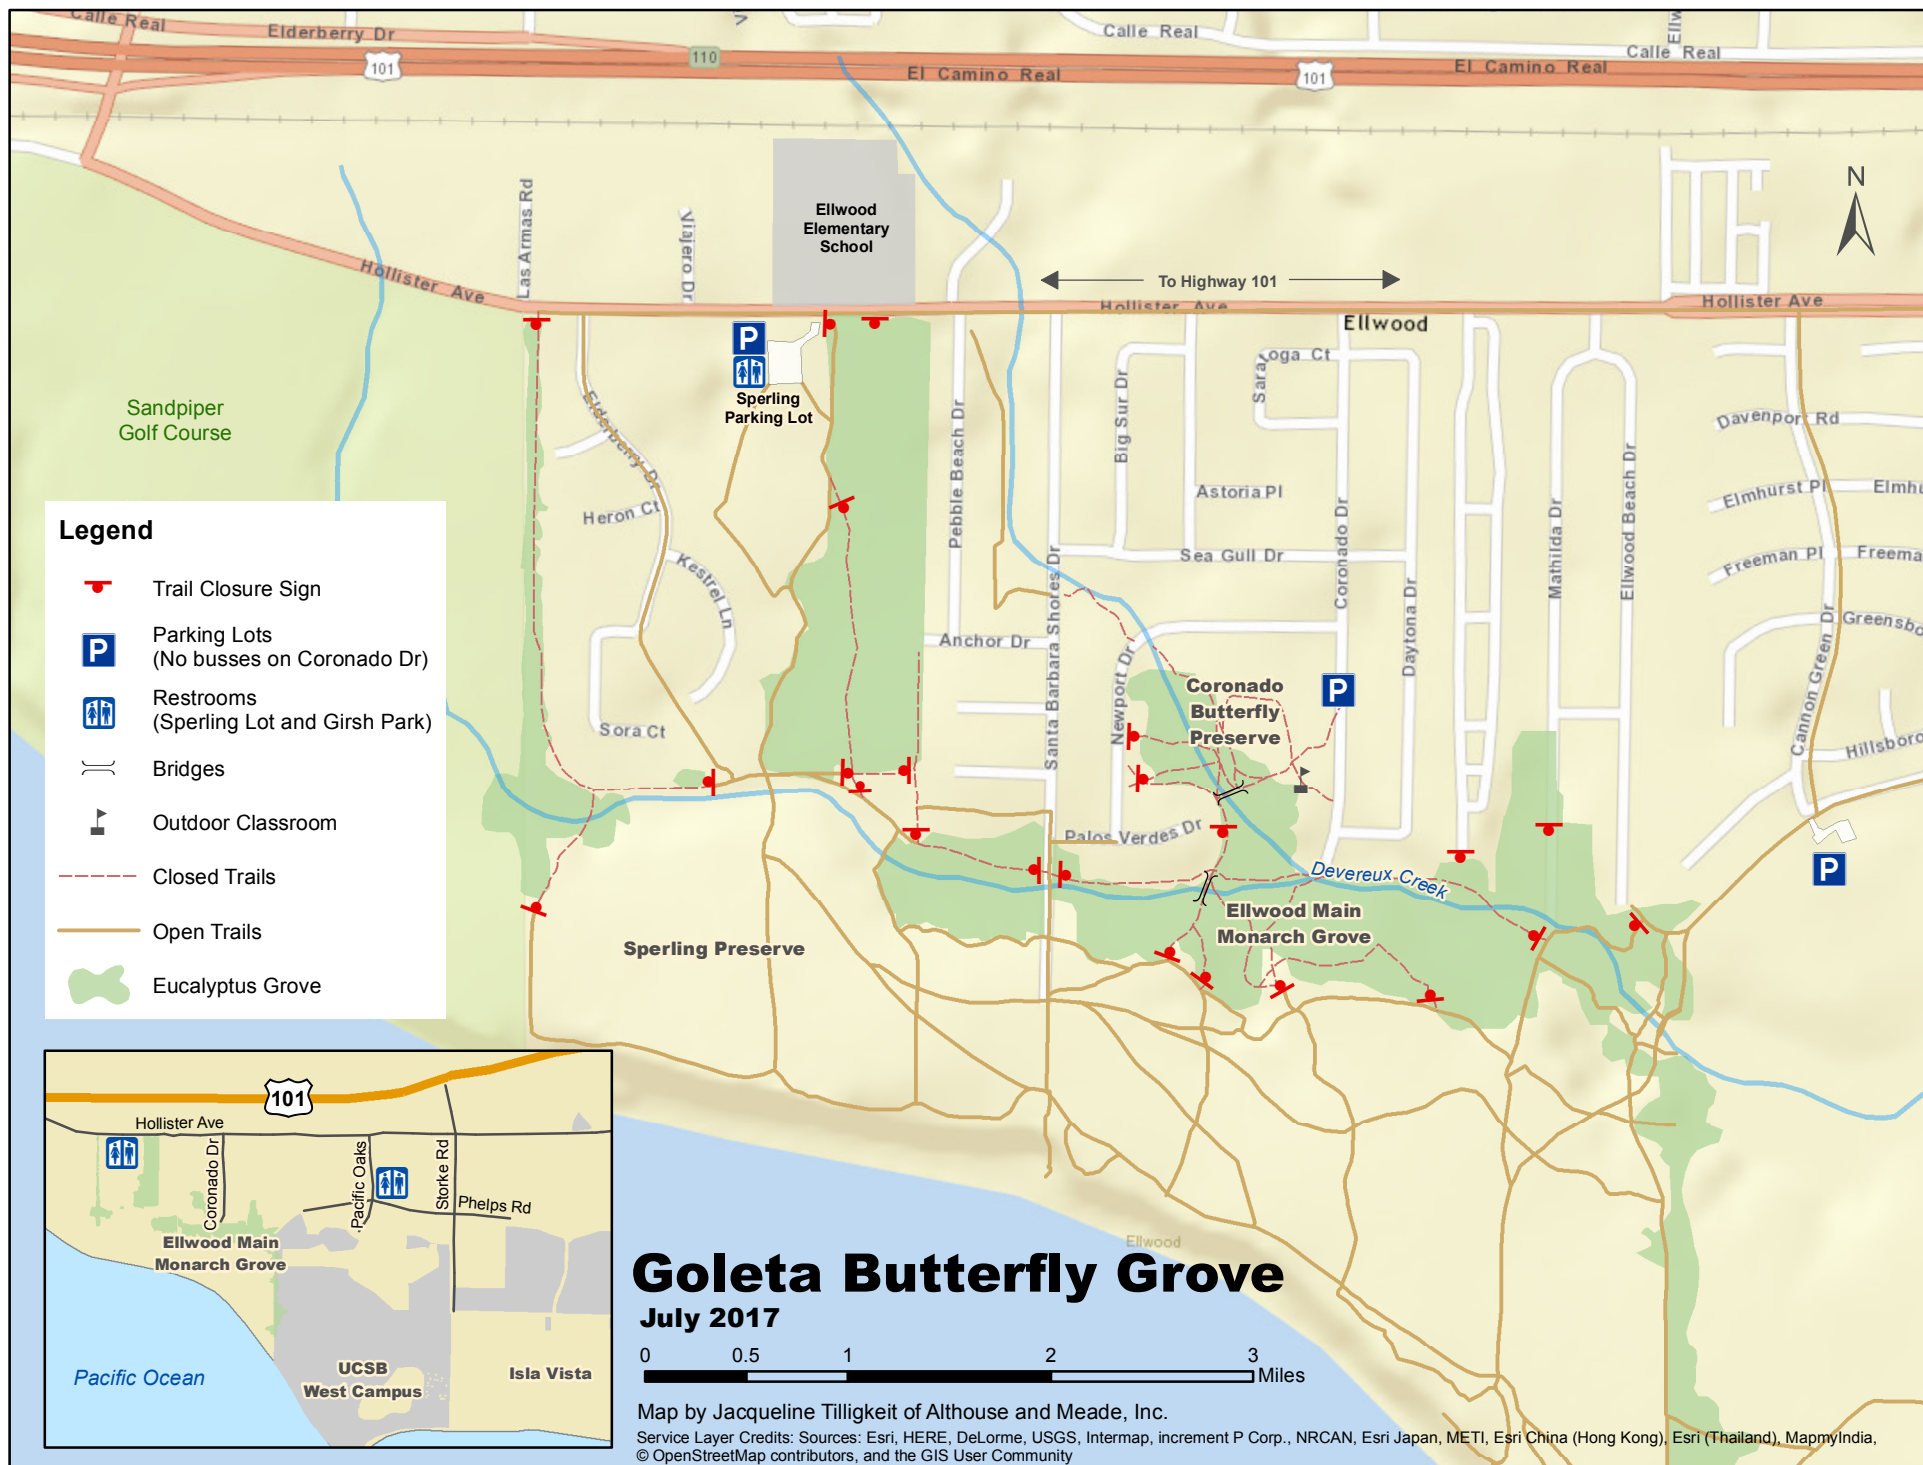 Calle Real
Elderberry Dr
101
110
El Camino Real
Calle Real
101
El Camino Real
Calle Real
N
Las Armas Rd
Viajero Dr
Ellwood
Elementary
School
Hollister Ave
To Highway 101
Hollister Ave
Hollister Ave
Ellwood
P
Sperling
Parking Lot
Sandpiper
Golf Course
Elderberry Dr
Heron Ct
Kestrel Ln
Sora Ct
Pebble Beach Dr
Anchor Dr
Santa Barbara Shores Dr
Big Sur Dr
Saratoga Ct
Astoria Pl
Sea Gull Dr
Coronado Dr
Daytona Dr
Newport Dr
Mathilda Dr
Ellwood Beach Dr
Davenport Rd
Elmhurst Pl
Elmhu
Freeman Pl
Freema
Greensbo
Cannon Green Dr
Hillsboro
Coronado
Butterfly
Preserve
P
Palos Verdes Dr
Devereux Creek
P
Ellwood Main
Monarch Grove
Sperling Preserve
Legend
Trail Closure Sign
P
Parking Lots
(No busses on Coronado Dr)
Restrooms
(Sperling Lot and Girsh Park)
Bridges
Outdoor Classroom
Closed Trails
Open Trails
Eucalyptus Grove
101
Hollister Ave
Coronado Dr
Pacific Oaks
Storke Rd
Phelps Rd
Ellwood Main
Monarch Grove
Pacific Ocean
UCSB
West Campus
Isla Vista
Ellwood
Goleta Butterfly Grove
July 2017
0 0.5 1 2 3
Miles
Map by Jacqueline Tilligkeit of Althouse and Meade, Inc.
Service Layer Credits: Sources: Esri, HERE, DeLorme, USGS, Intermap, increment P Corp., NRCAN, Esri Japan, METI, Esri China (Hong Kong), Esri (Thailand), MapmyIndia,
© OpenStreetMap contributors, and the GIS User Community